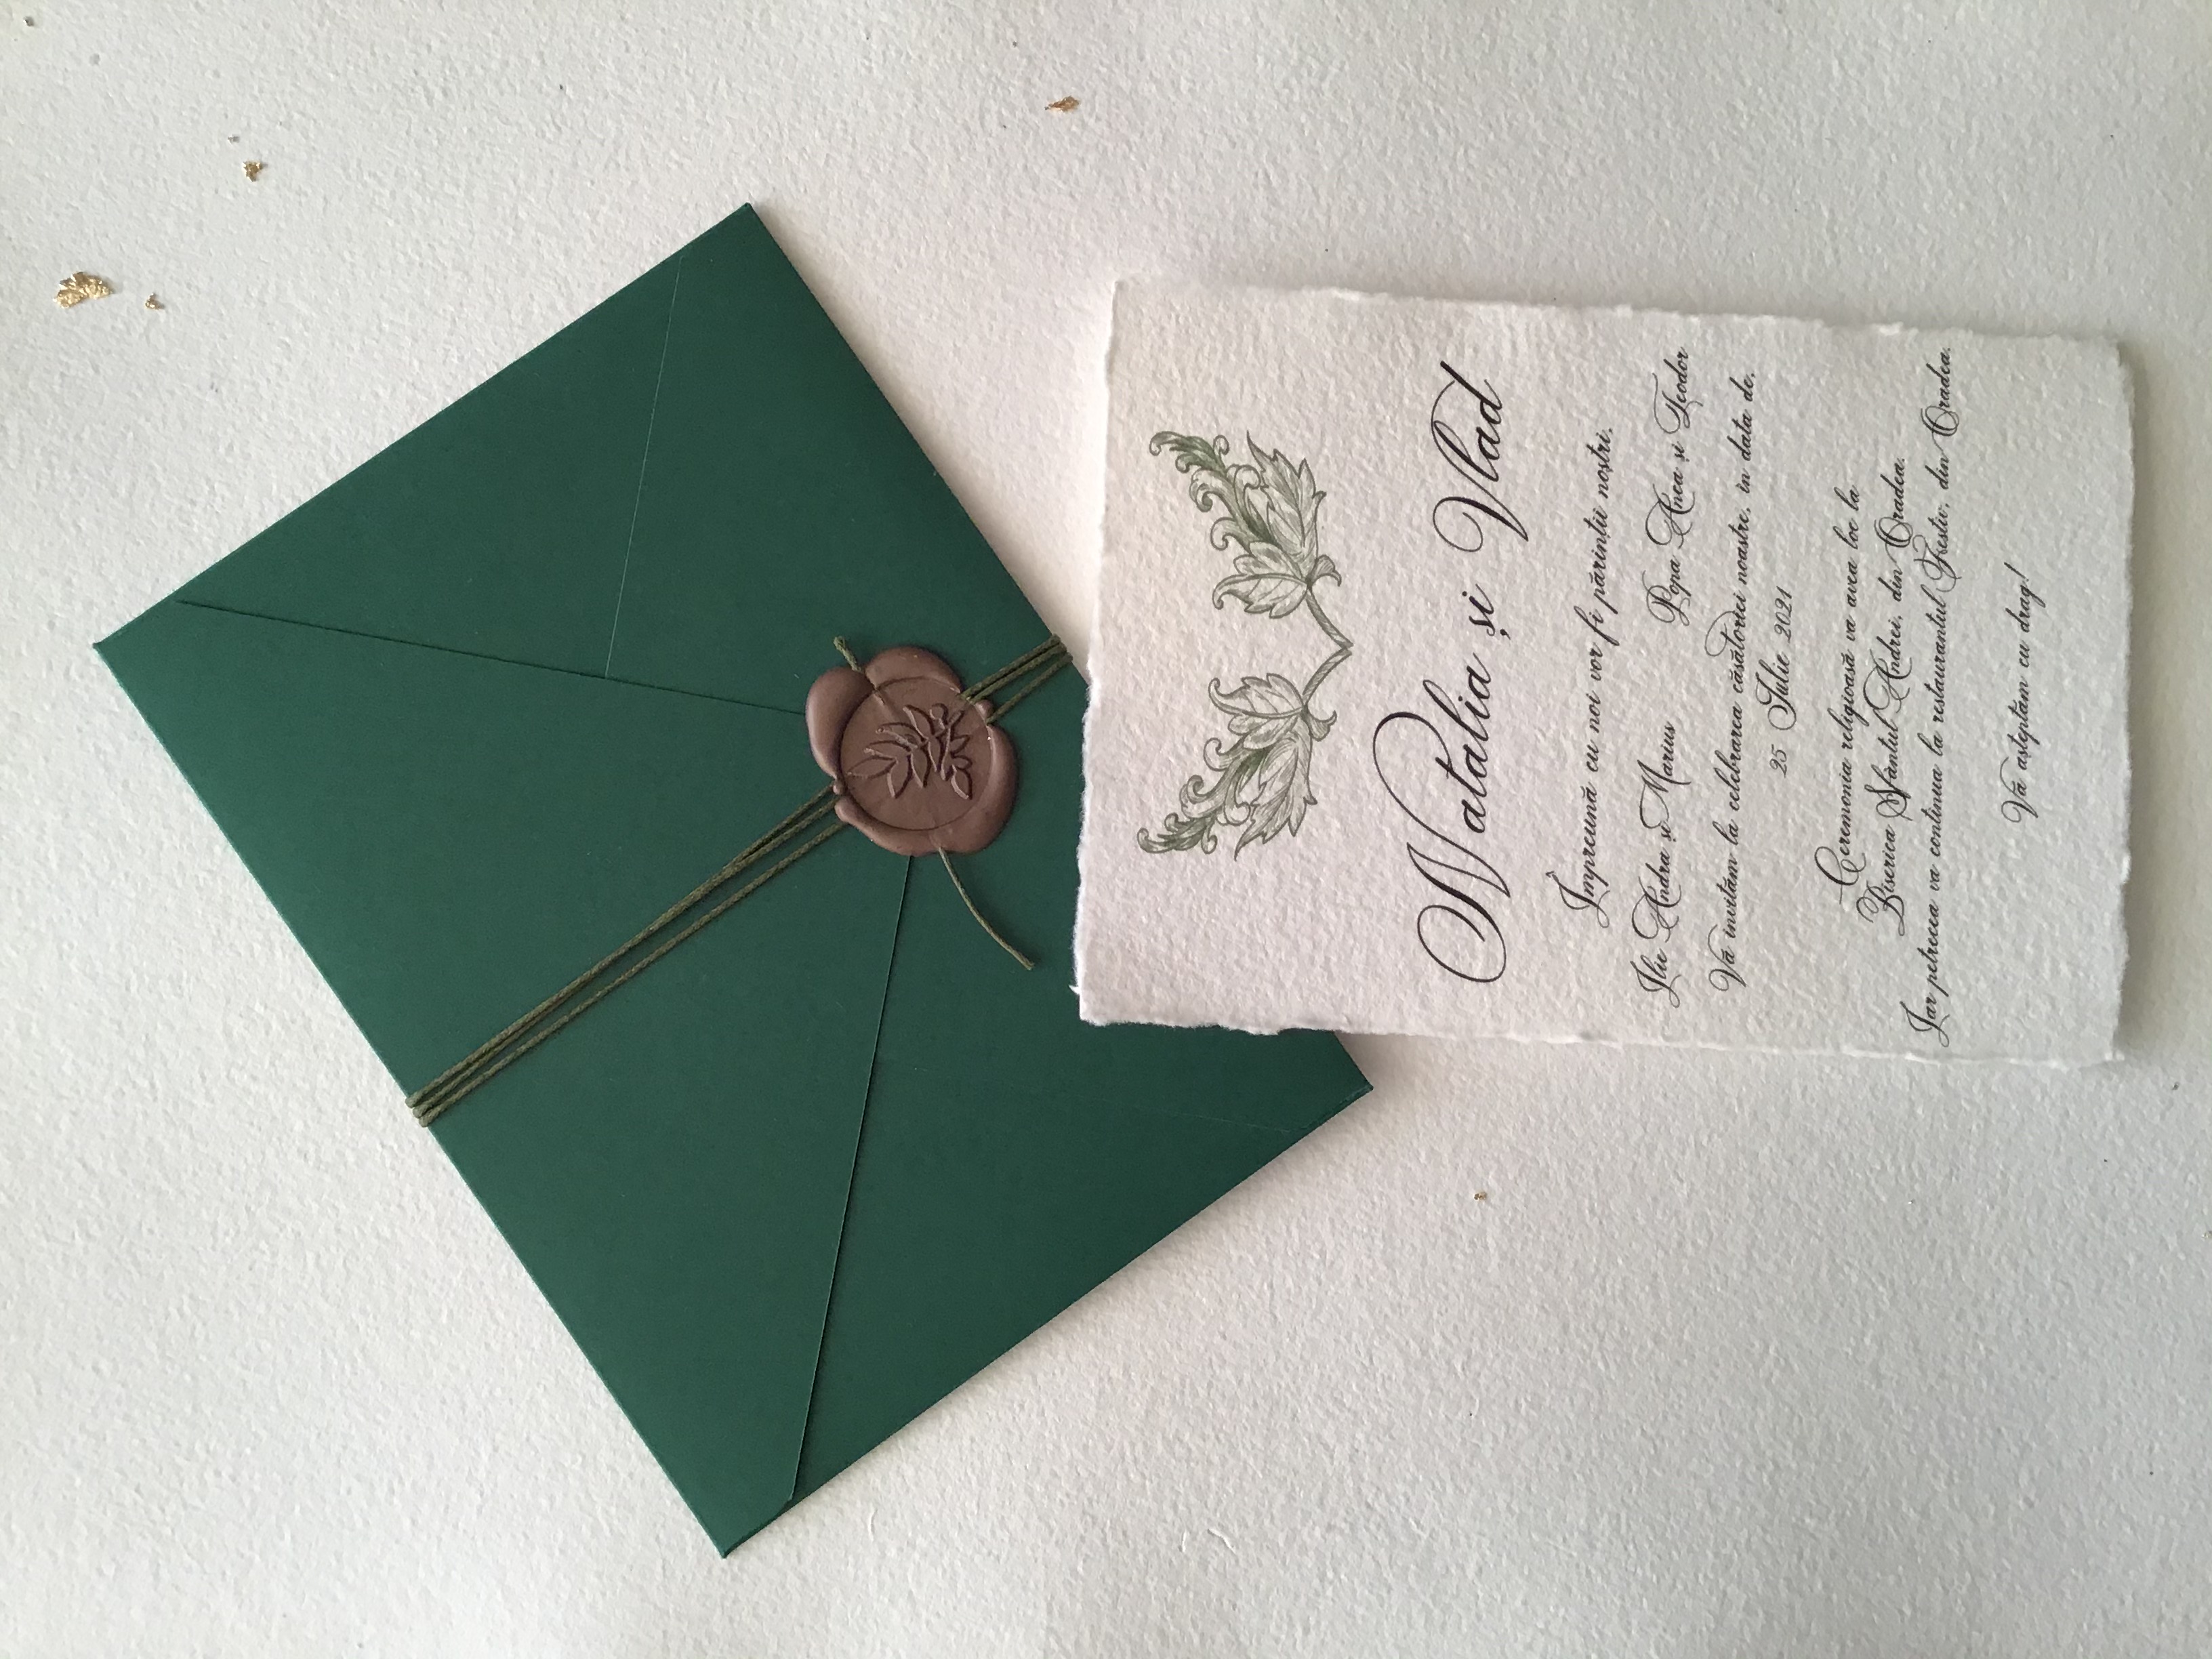 Natalia și Vlad
Împreună cu noi vor fi părinții noștri,
Ilie Andra și Marius Popa Anca și Teodor
Vă invităm la celebrarea căsătoriei noastre, în data de,
25 Iulie 2021
Ceremonia religioasă va avea loc la
Biserica Sfântul Andrei, din Oradea.
Iar petrecea va continua la restaurantul Festiv, din Oradea.
Vă așteptăm cu drag!